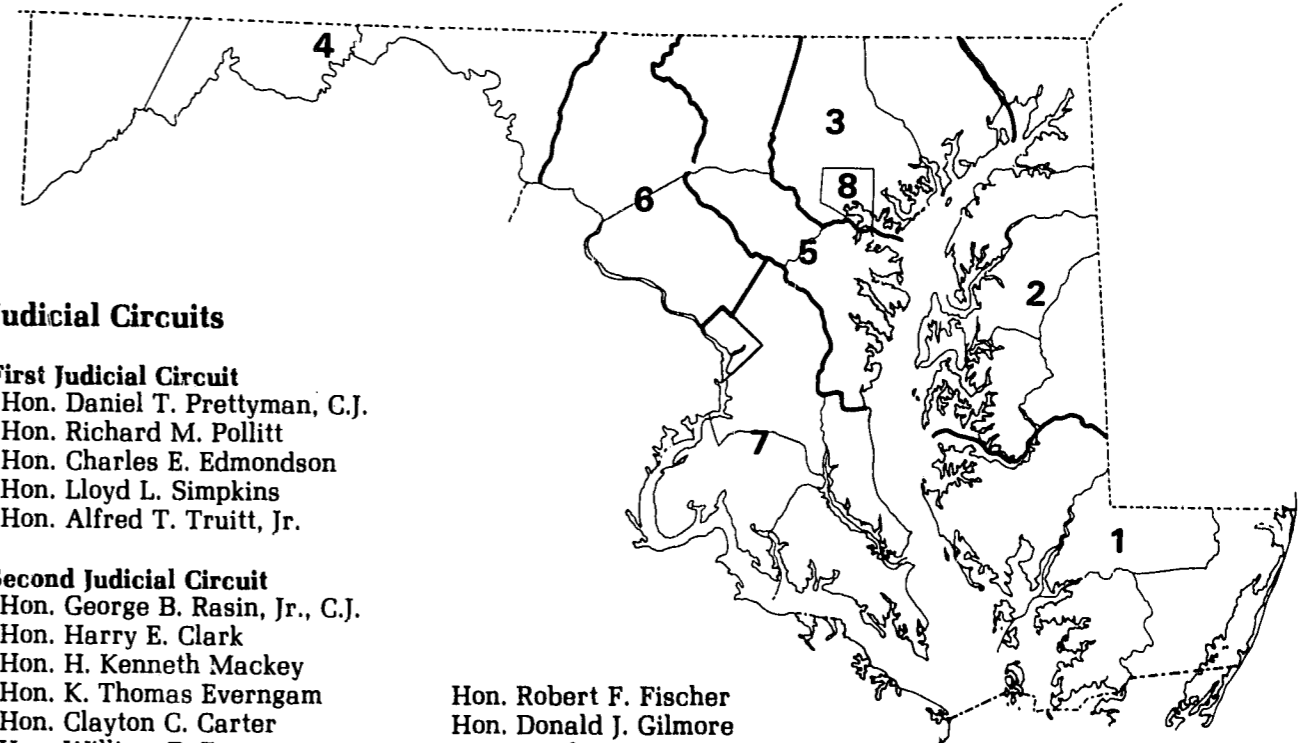 4
3
8
6
5
2
7
1
udicial Circuits
First Judicial Circuit
Hon. Daniel T. Prettyman, C.J.
Hon. Richard M. Pollitt
Hon. Charles E. Edmondson
Hon. Lloyd L. Simpkins
Hon. Alfred T. Truitt, Jr.
Second Judicial Circuit
Hon. George B. Rasin, Jr., C.J.
Hon. Harry E. Clark
Hon. H. Kenneth Mackey
Hon. K. Thomas Everngam
Hon. Clayton C. Carter
Hon. Robert F. Fischer
Hon. Donald J. Gilmore